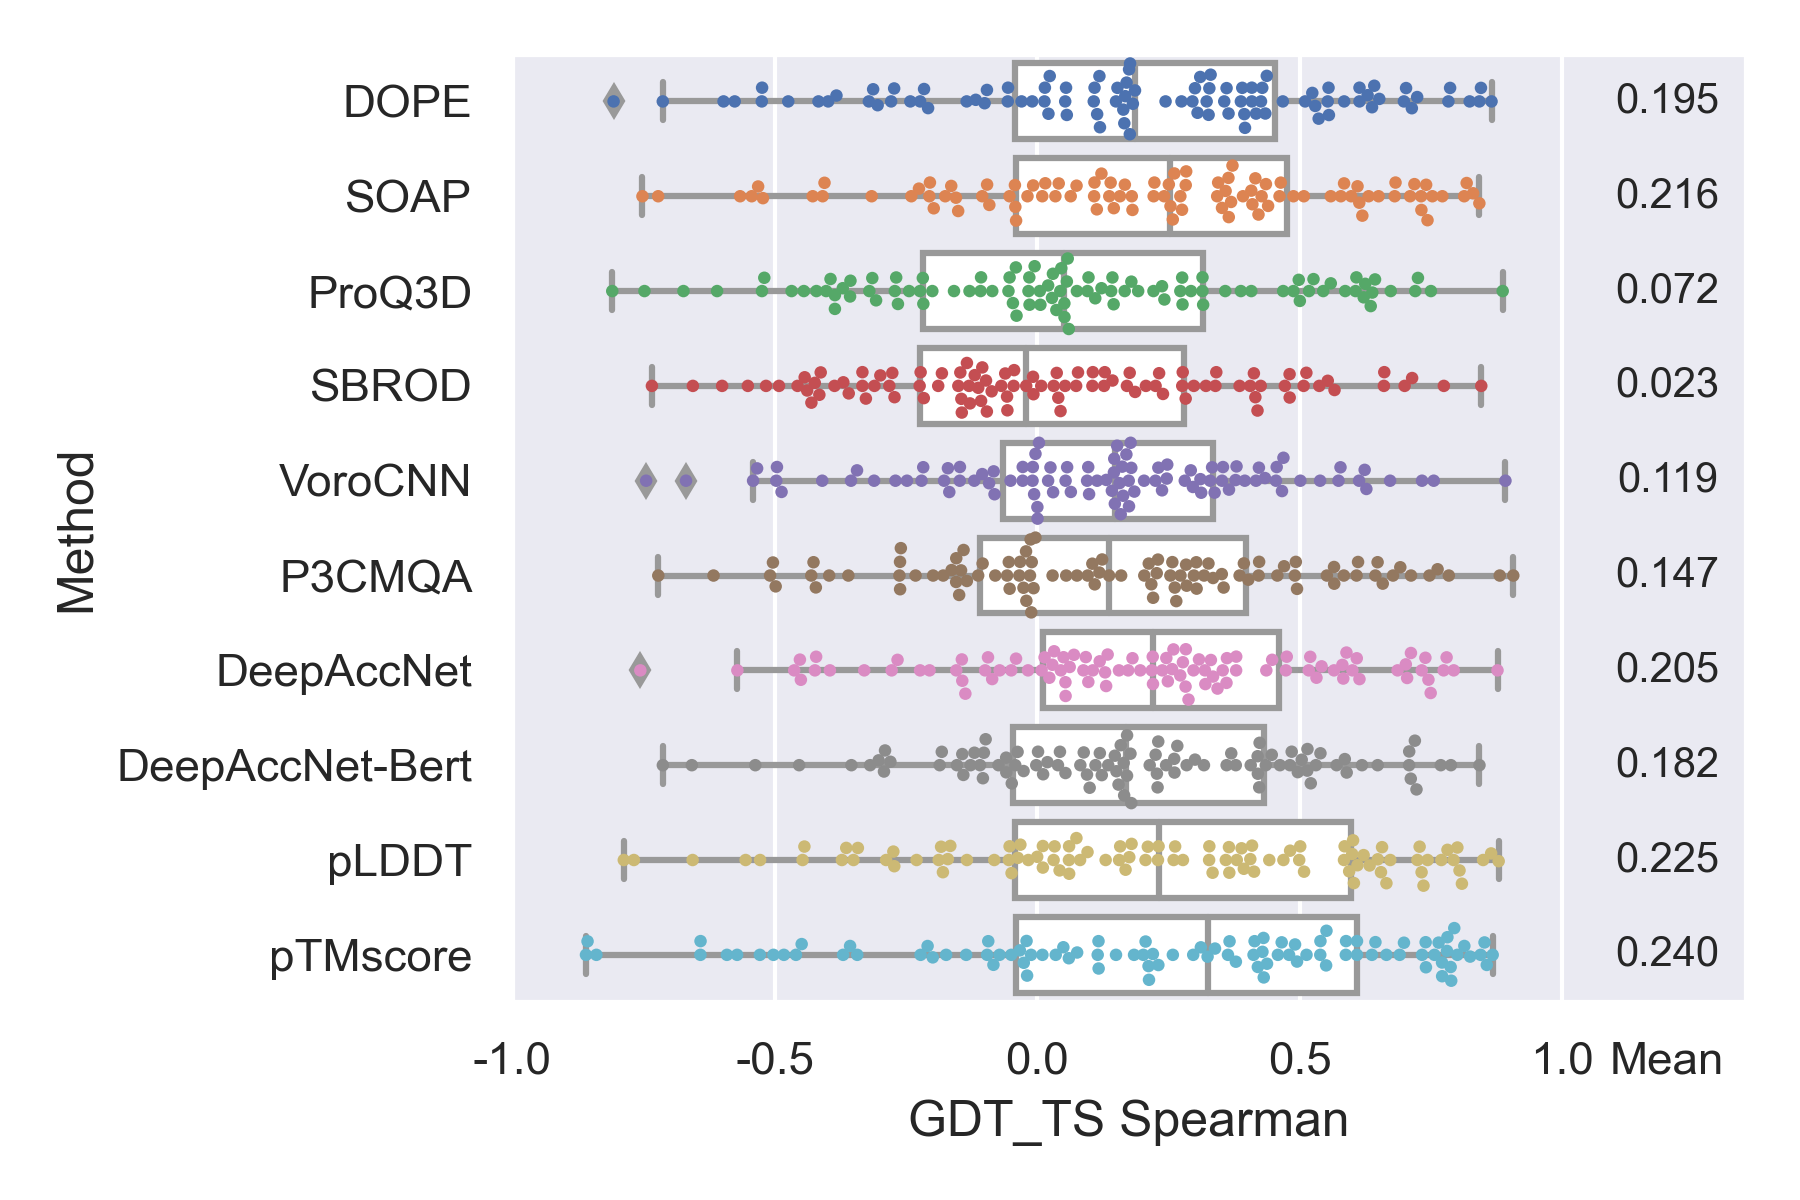 DOPE 0.195
SOAP 0.216
ProQ3D 0.072
SBROD 0.023
VoroCNN 0.119
P3CMQA 0.147
DeepAccNet 0.205
DeepAccNet-Bert 0.182
pLDDT 0.225
pTMscore 0.240
Method
-1.0 -0.5 0.0 0.5 1.0 Mean
GDT_TS Spearman